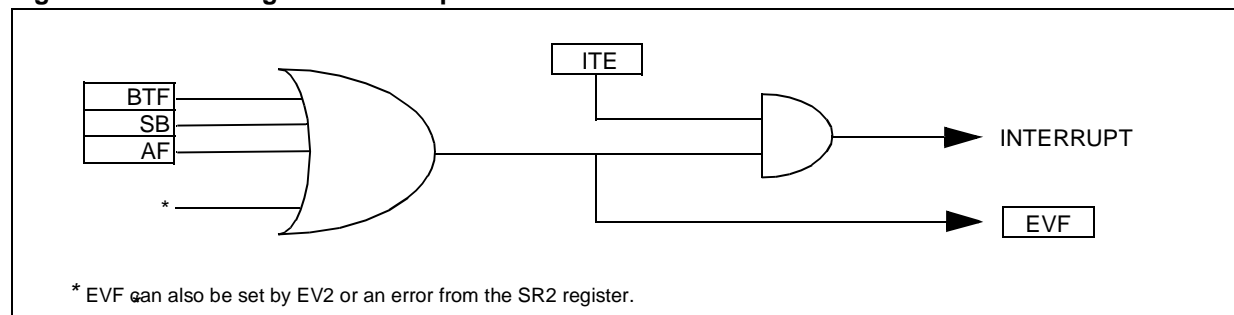 ITE
BTF
SB
AF
INTERRUPT
*
EVF
* EVF can also be set by EV2 or an error from the SR2 register.
*